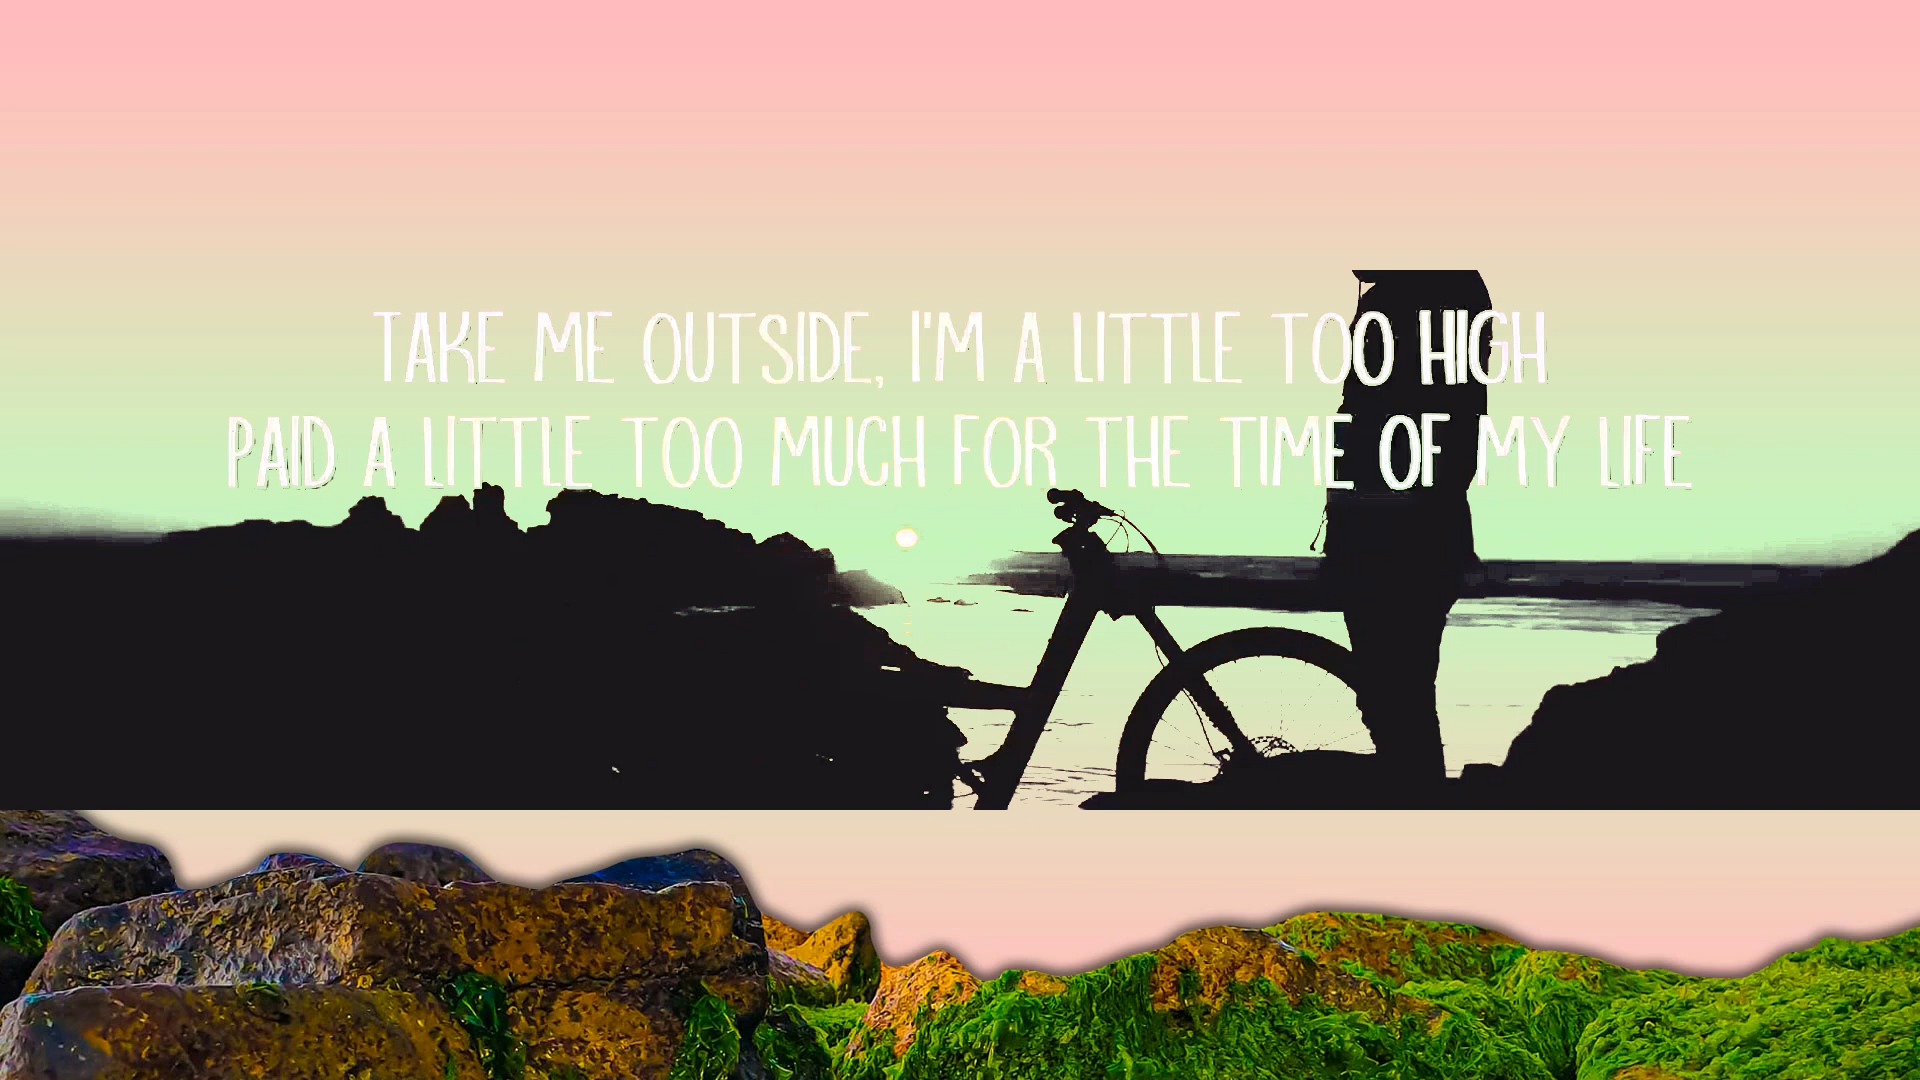 TAKE ME OUTSIDE, I'M A LITTLE TOO HIGH
PAID A LITTLE TOO MUCH FOR THE TIME OF MY LIFE